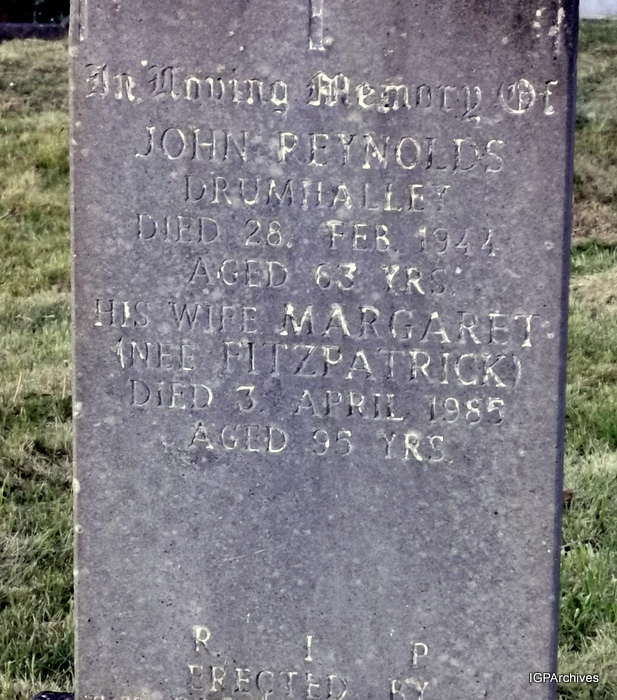 In Loving Memory Of
JOHN REYNOLDS
DRUMHALLEY
DIED 28. FEB. 1944
AGED 63 YRS.
HIS WIFE MARGARET
(NEE FITZPATRICK)
DIED 3. APRIL 1985
AGED 95 YRS.
R I P
ERECTED BY
IGPArchives